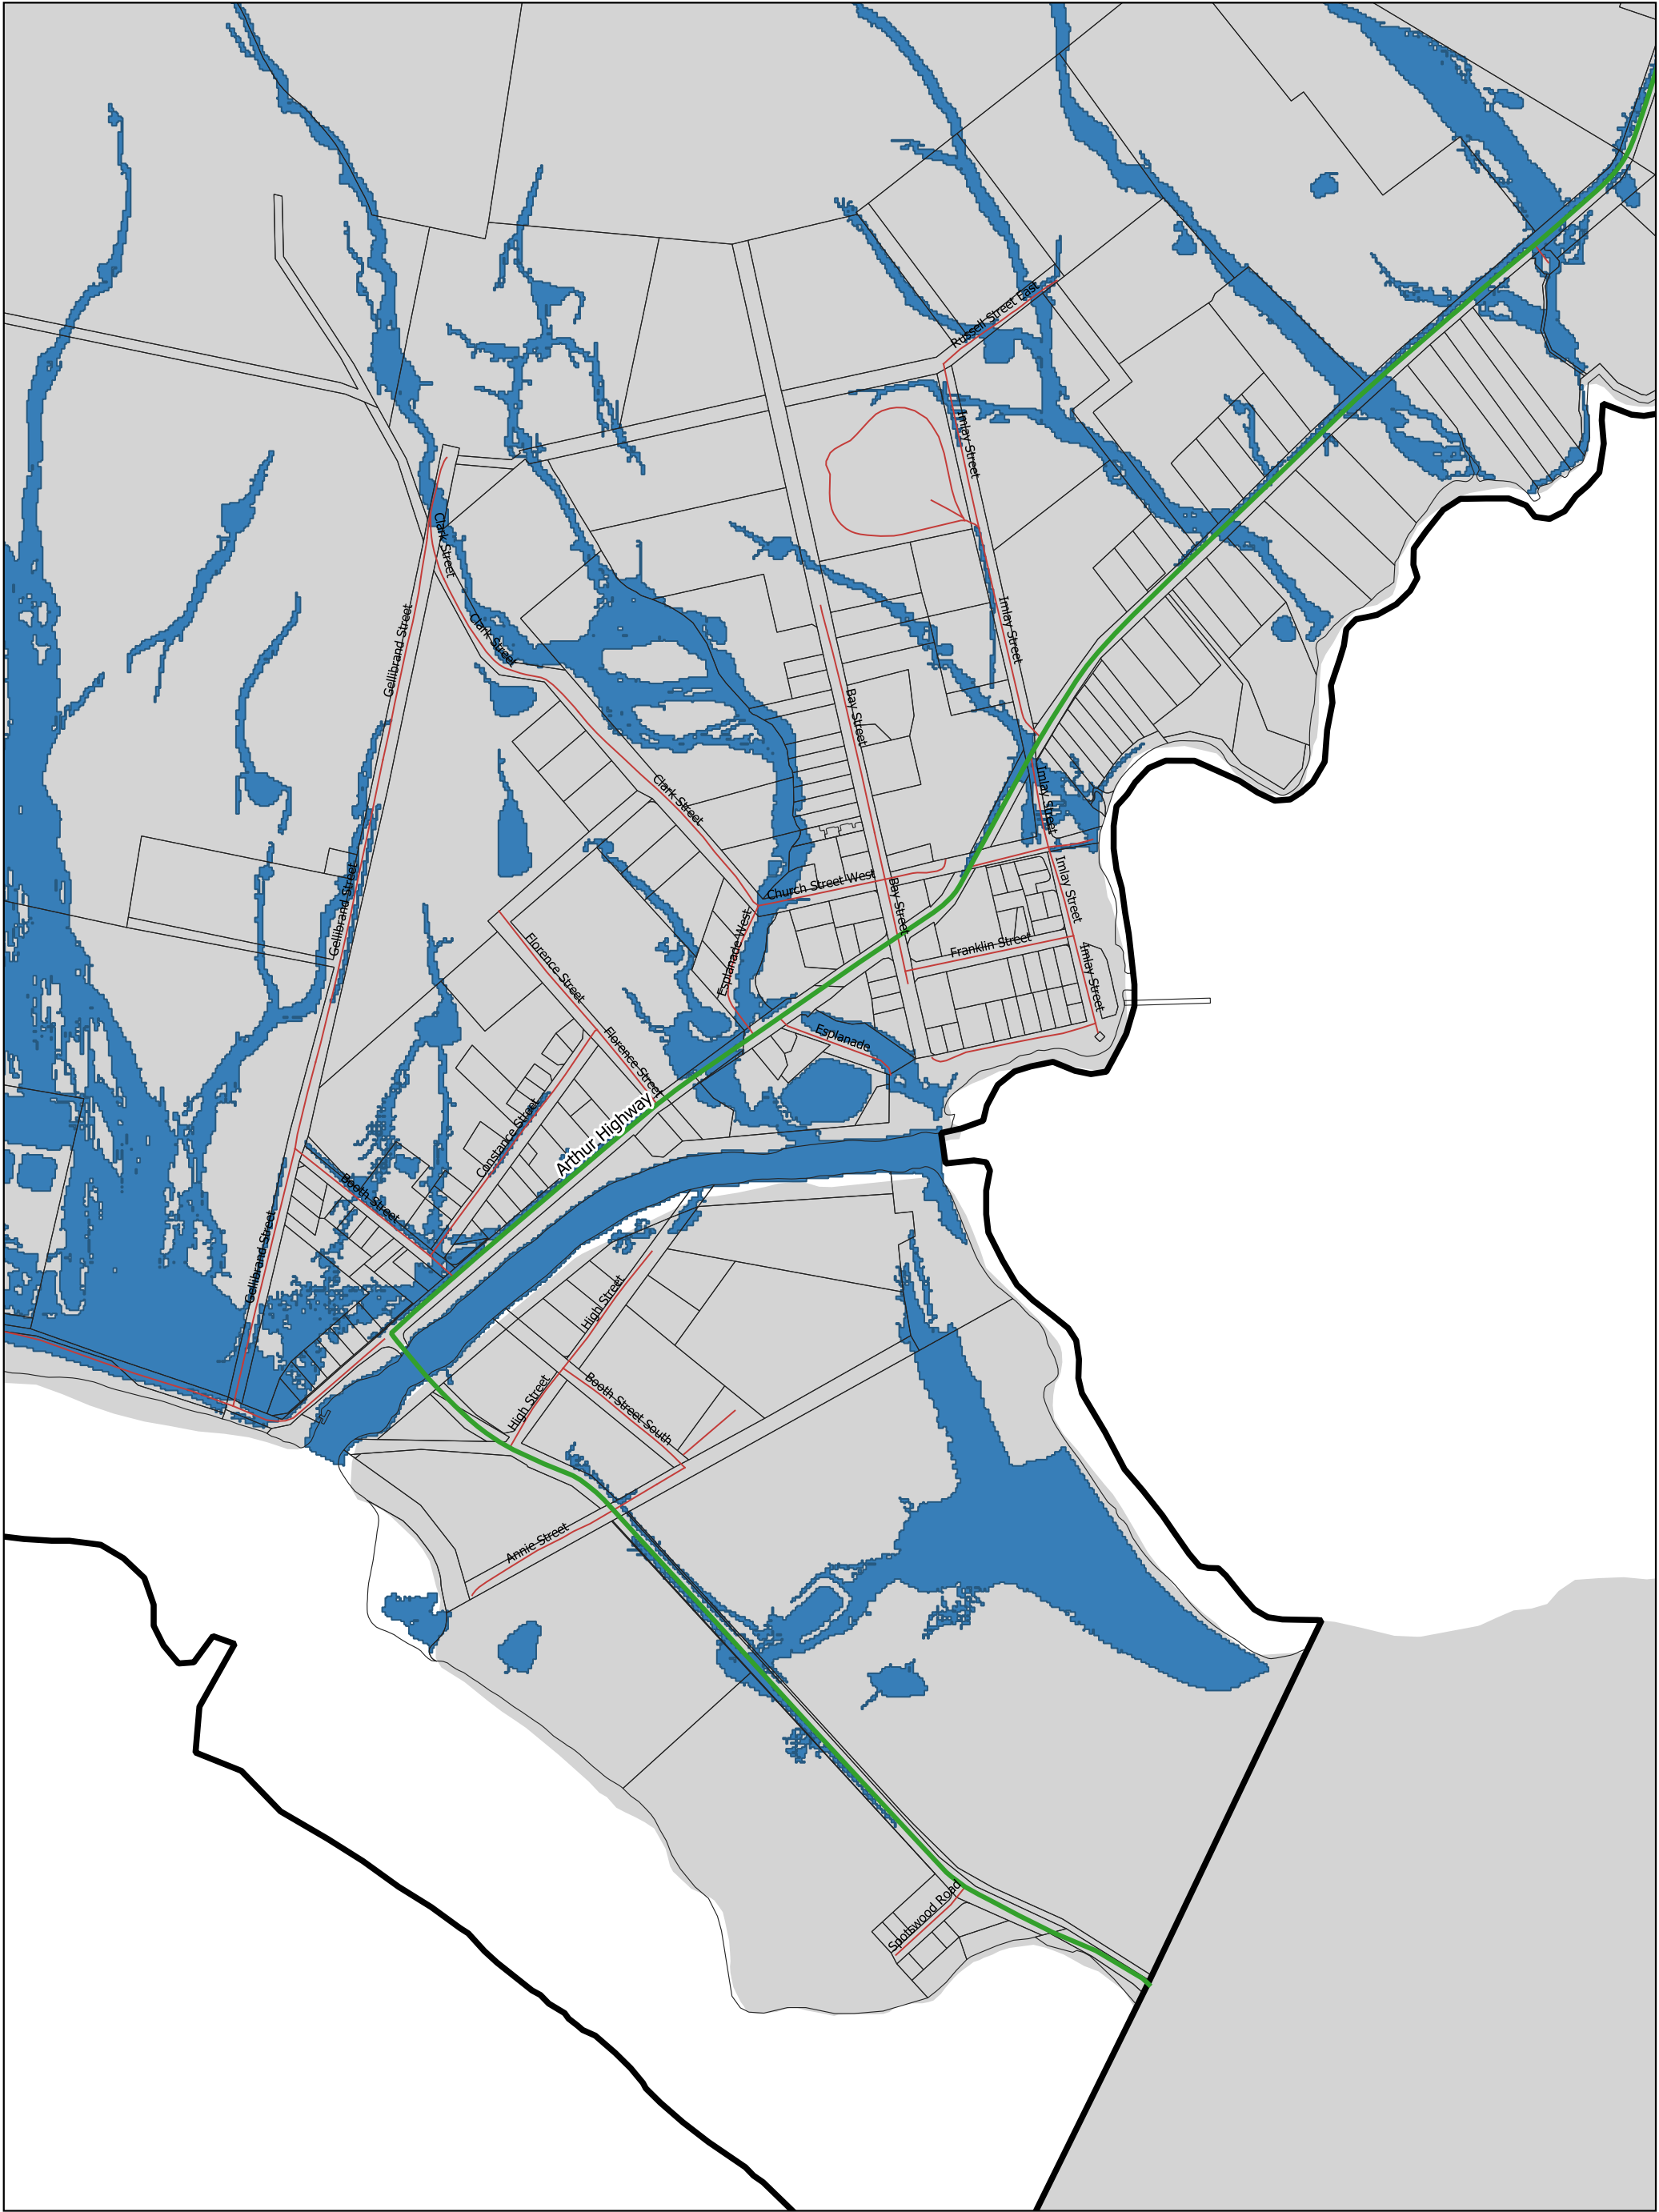 Russell Street East
Imlay Street
Clark Street
Gellibrand Street
Clark Street
Imlay Street
Bay Street
Clark Street
Imlay Street
Gellibrand Street
Church Street West
Bay Street
Imlay Street
Florence Street
Esplanade West
Franklin Street
Imlay Street
Florence Street
Esplanade
Constance Street
Arthur Highway
Booth Street
Gellibrand Street
High Street
High Street
Booth Street South
Annie Street
Spotswood Road